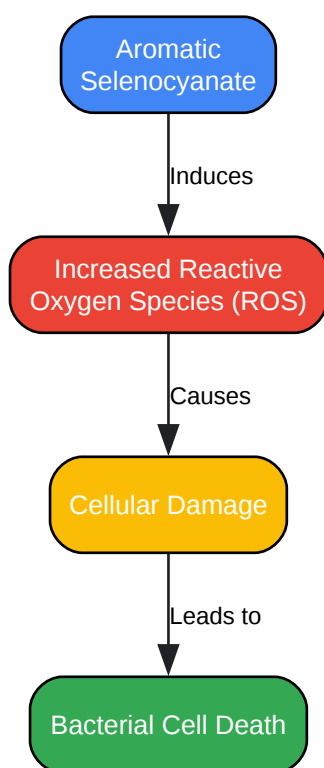 Aromatic
Selenocyanate
Induces
Increased Reactive
Oxygen Species (ROS)
Causes
Cellular Damage
Leads to
Bacterial Cell Death